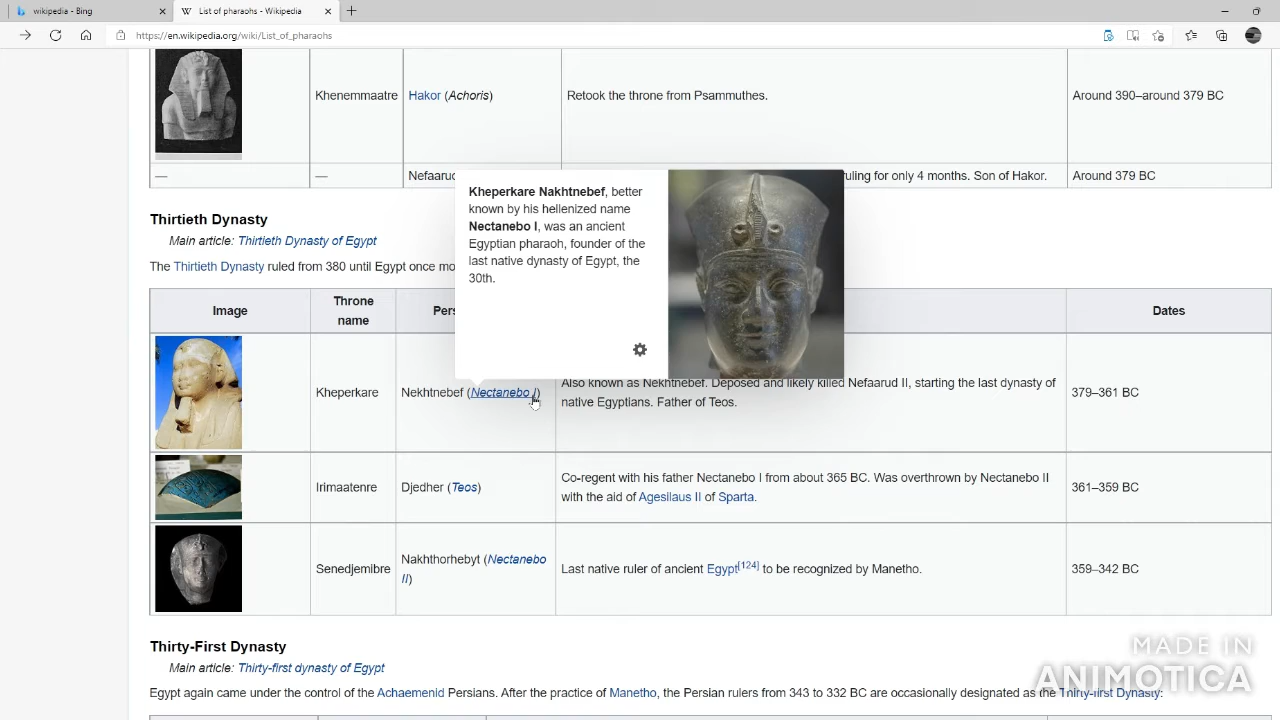 wikipedia - Bing
List of pharaohs - Wikipedia
https://en.wikipedia.org/wiki/List_of_pharaohs
Khenemmaatre
Hakor (Achoris)
Retook the throne from Psammuthes.
Around 390–around 379 BC
—
—
Nefaaruc
uling for only 4 months. Son of Hakor.
Around 379 BC
Kheperkare Nakhtnebef, better
known by his hellenized name
Nectanebo I, was an ancient
Egyptian pharaoh, founder of the
last native dynasty of Egypt, the
30th.
Thirtieth Dynasty
Main article: Thirtieth Dynasty of Egypt
The Thirtieth Dynasty ruled from 380 until Egypt once mo
Image
Throne
name
Pers
Dates
Kheperkare
Nekhtnebef (Nectanebo I)
Also known as Nekhtnebef. Deposed and likely killed Nefaarud II, starting the last dynasty of
native Egyptians. Father of Teos.
379–361 BC
Irimaatenre
Djedher (Teos)
Co-regent with his father Nectanebo I from about 365 BC. Was overthrown by Nectanebo II
with the aid of Agesilaus II of Sparta.
361–359 BC
Senedjemibre
Nakhthorhebyt (Nectanebo
II)
Last native ruler of ancient Egypt[124] to be recognized by Manetho.
359–342 BC
Thirty-First Dynasty
Main article: Thirty-first dynasty of Egypt
Egypt again came under the control of the Achaemenid Persians. After the practice of Manetho, the Persian rulers from 343 to 332 BC are occasionally designated as the Thirty-first Dynasty:
MADE IN
ANIMOTICA